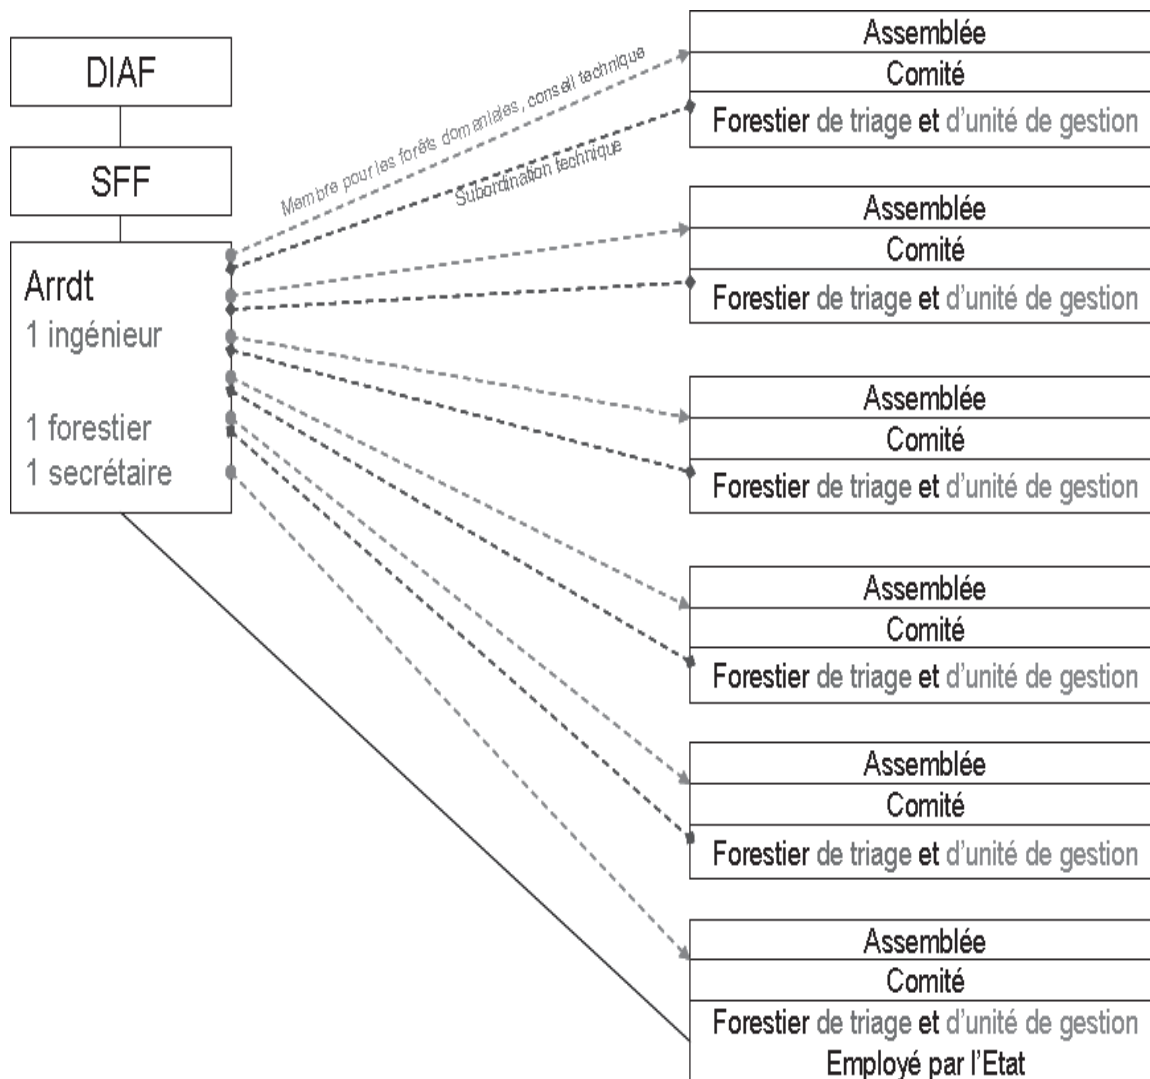 DIAF
SFF
Arrdt
1 ingénieur
1 forestier
1 secrétaire
Membre pour les forêts domaniales, conseil technique
Subordination technique
Assemblée
Comité
Forestier de triage et d'unité de gestion
Assemblée
Comité
Forestier de triage et d'unité de gestion
Assemblée
Comité
Forestier de triage et d'unité de gestion
Assemblée
Comité
Forestier de triage et d'unité de gestion
Assemblée
Comité
Forestier de triage et d'unité de gestion
Assemblée
Comité
Forestier de triage et d'unité de gestion
Employé par l'Etat